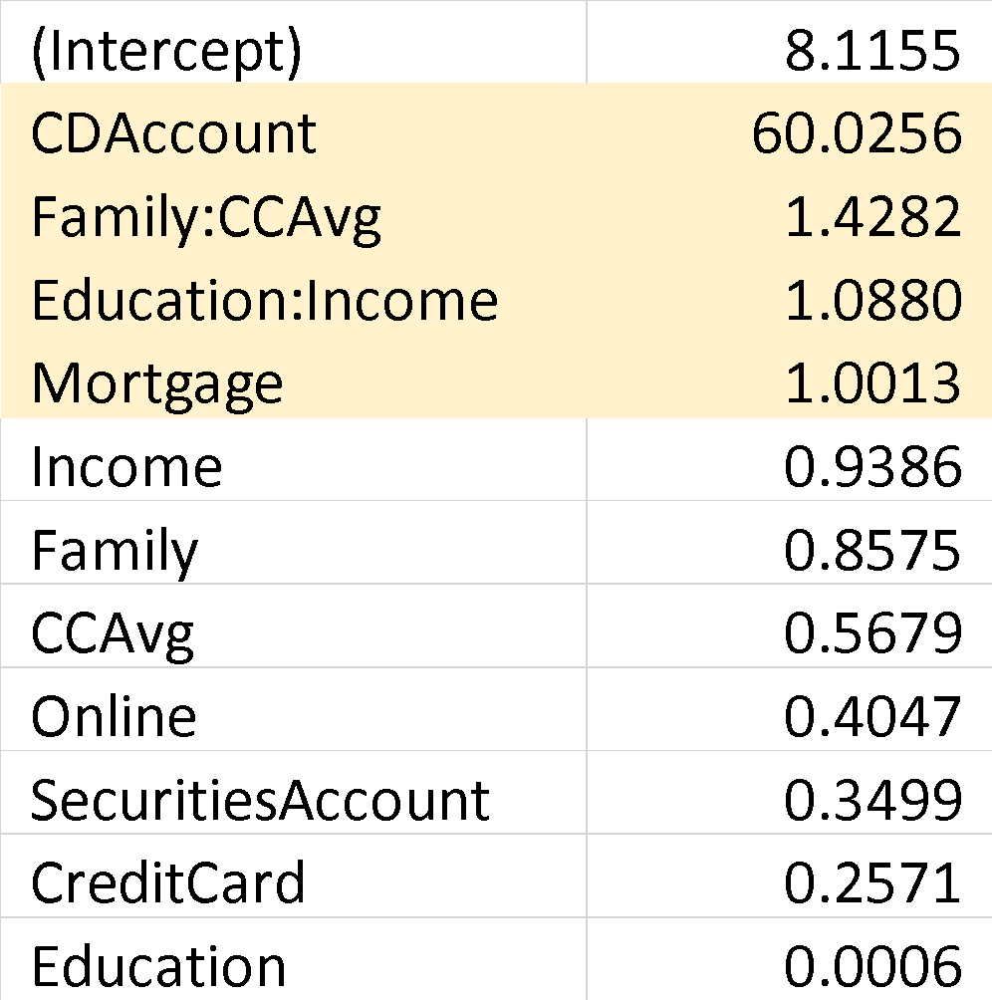 (Intercept) 8.1155
CDAccount 60.0256
Family:CCAvg 1.4282
Education:Income 1.0880
Mortgage 1.0013
Income 0.9386
Family 0.8575
CCAvg 0.5679
Online 0.4047
SecuritiesAccount 0.3499
CreditCard 0.2571
Education 0.0006